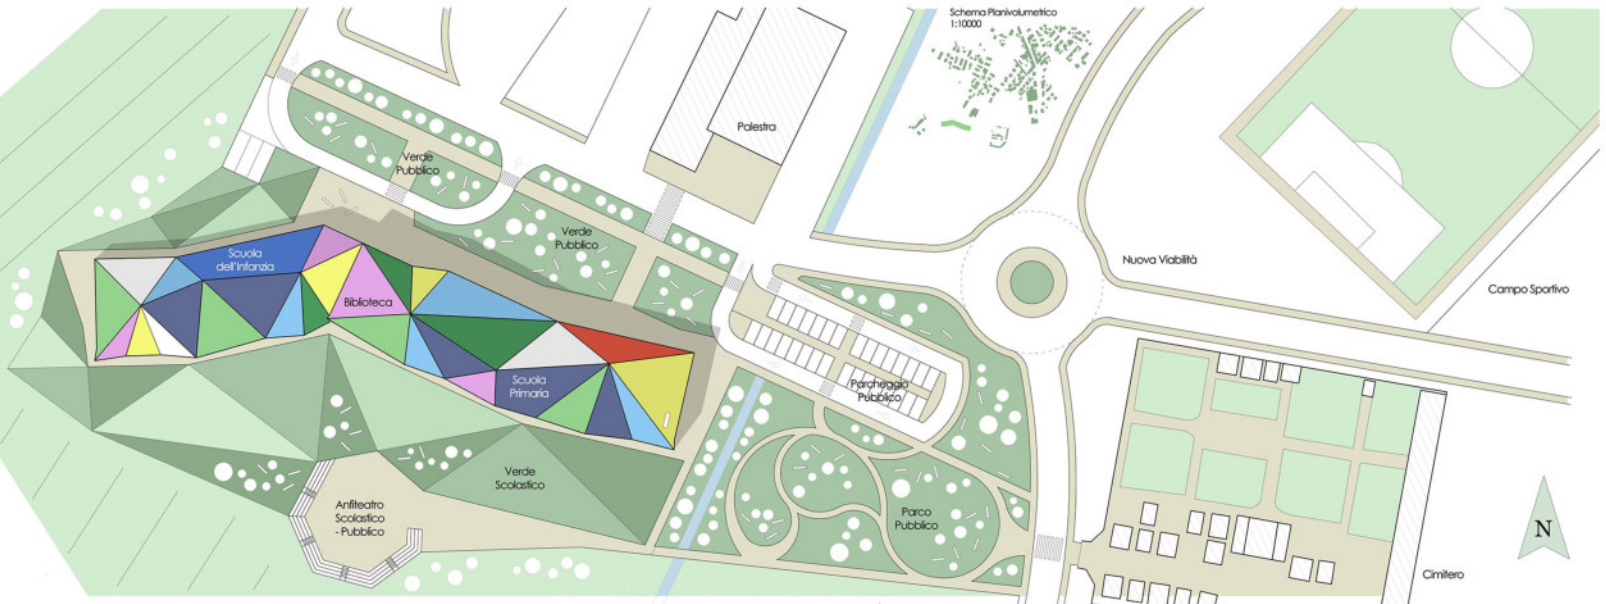 Schema Planivolumetrico
1:10000
Palestra
Verde
Pubblico
Verde
Pubblico
Scuola
dell'Infanzia
Biblioteca
Nuova Viabilità
Campo Sportivo
Scuola
Primaria
Parcheggio
Pubblico
Verde
Scolastico
Anfiteatro
Scolastico
- Pubblico
Parco
Pubblico
N
Cimitero